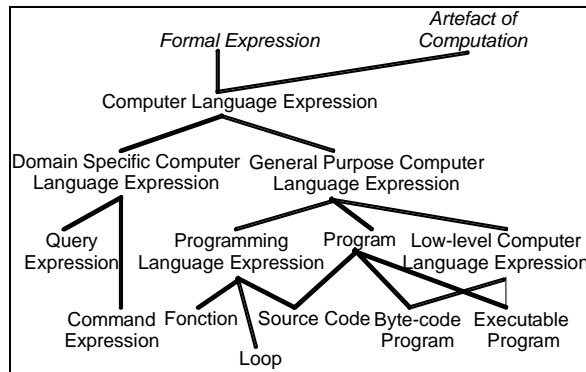 Formal Expression
Artefact of
Computation
Computer Language Expression
Domain Specific Computer
Language Expression
General Purpose Computer
Language Expression
Query
Expression
Programming
Language Expression
Program
Low-level Computer
Language Expression
Command
Expression
Fonction
Source Code
Byte-code
Program
Executable
Program
Loop